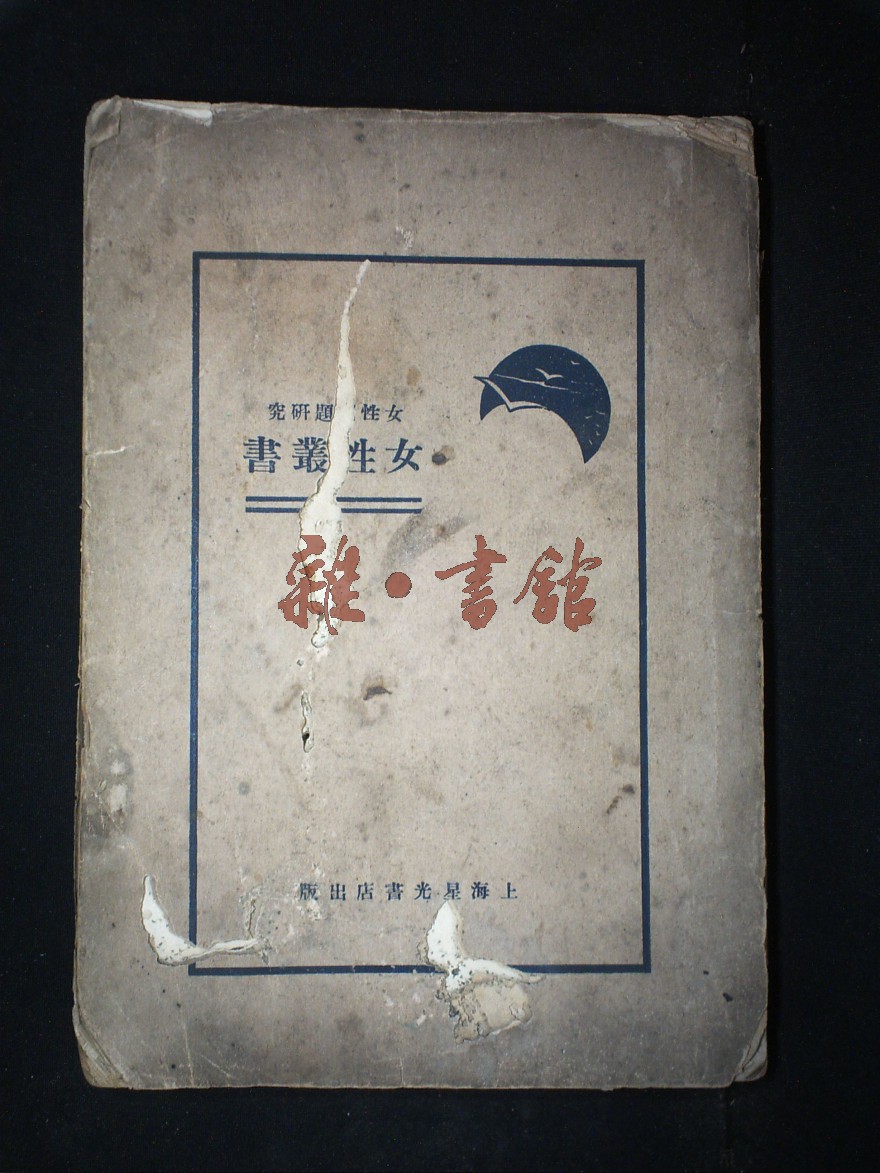 女性題研究
女性叢書
雜·書館
上海星光書店出版